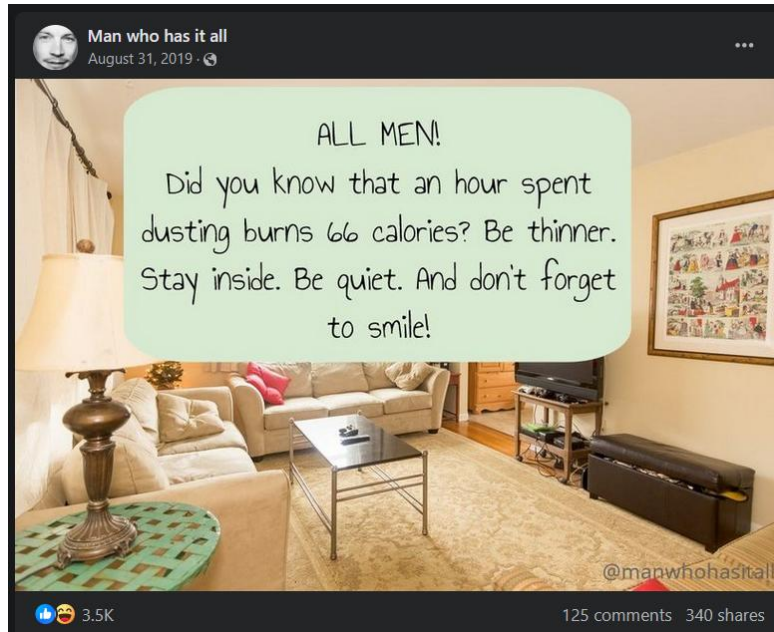 Man who has it all
August 31, 2019 ·
ALL MEN!
Did you know that an hour spent
dusting burns 66 calories? Be thinner.
Stay inside. Be quiet. And don't forget
to smile!
@manwhohasitall
3.5K
125 comments 340 shares